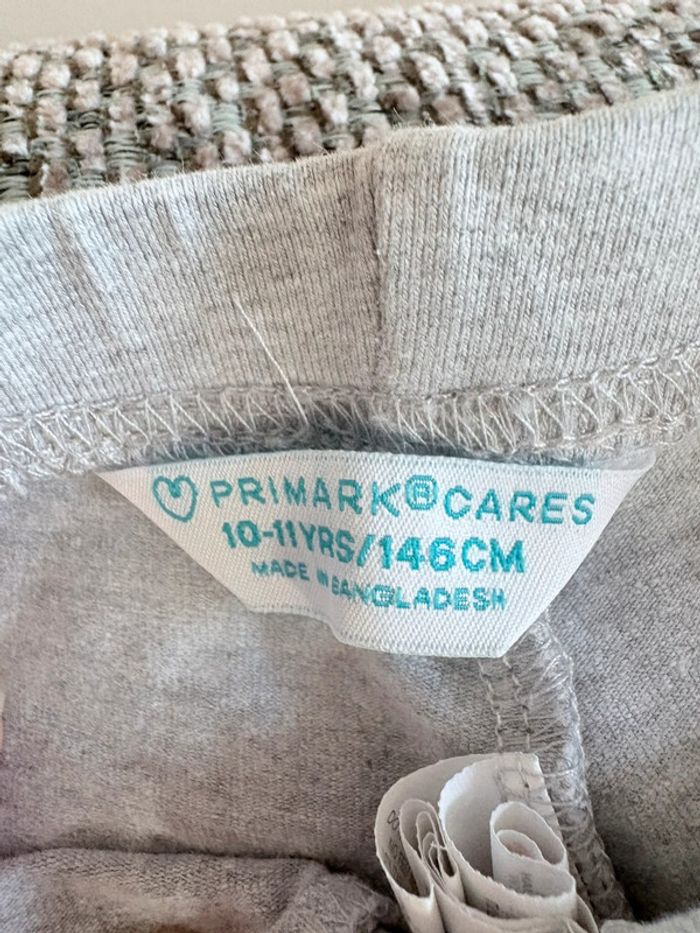 PRIMARK® CARES
10-11YRS/146CM
MADE IN BANGLADESH